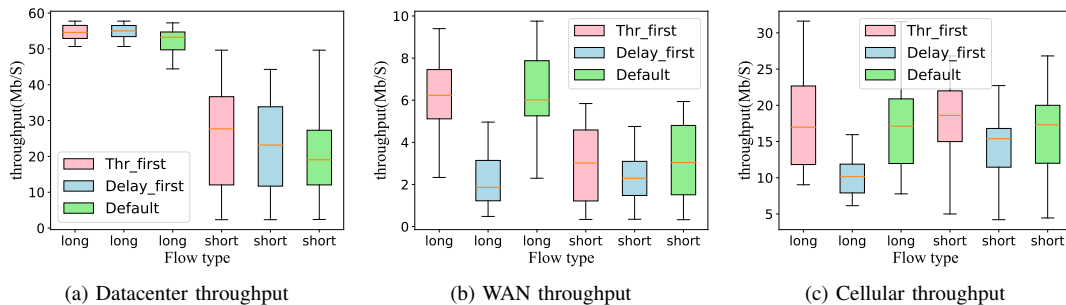 60
50
40
30
20
10
0
throughput(Mb/S)
Thr_first
Delay_first
Default
long
long
long
short
short
short
Flow type
(a) Datacenter throughput
10
8
6
4
2
0
throughput(Mb/S)
Thr_first
Delay_first
Default
long
long
long
short
short
short
Flow type
(b) WAN throughput
30
25
20
15
10
5
throughput(Mb/S)
Thr_first
Delay_first
Default
long
long
long
short
short
short
Flow type
(c) Cellular throughput